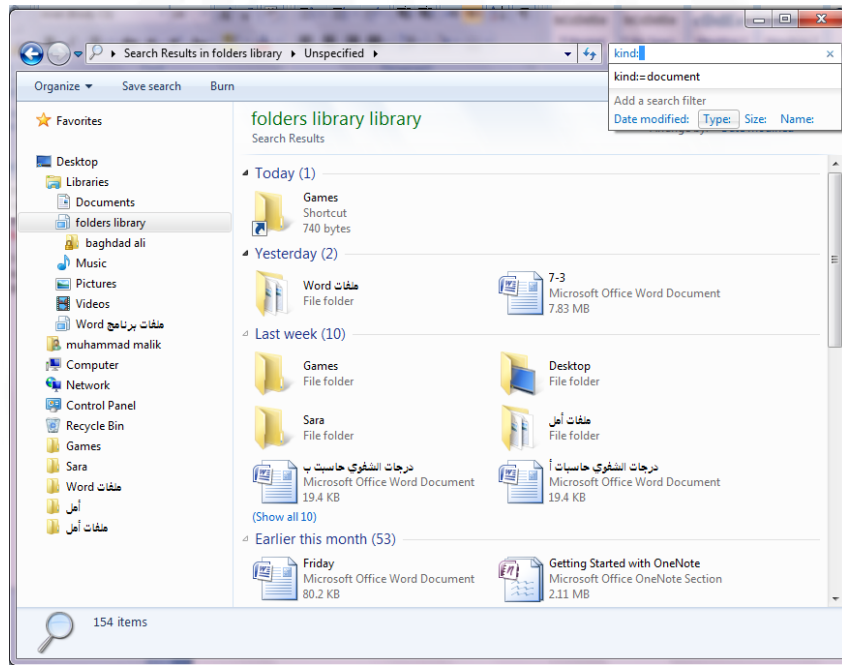 Search Results in folders library
Unspecified
kind:
kind:=document
Add a search filter
Date modified: Type: Size: Name:
Organize
Save search
Burn
Favorites
Desktop
Libraries
Documents
folders library
baghdad ali
Music
Pictures
Videos
ملفات برنامج Word
muhammad malik
Computer
Network
Control Panel
Recycle Bin
Games
Sara
ملفات Word
أمل
ملفات أمل
folders library library
Search Results
Today (1)
Games
Shortcut
740 bytes
Yesterday (2)
ملفات Word
File folder
7-3
Microsoft Office Word Document
7.83 MB
Last week (10)
Games
File folder
Desktop
File folder
Sara
File folder
ملفات أمل
File folder
درجات الشفوي حاسبت ب
Microsoft Office Word Document
19.4 KB
درجات الشفوي حاسبات أ
Microsoft Office Word Document
19.4 KB
(Show all 10)
Earlier this month (53)
Friday
Microsoft Office Word Document
80.2 KB
Getting Started with OneNote
Microsoft Office OneNote Section
2.11 MB
154 items